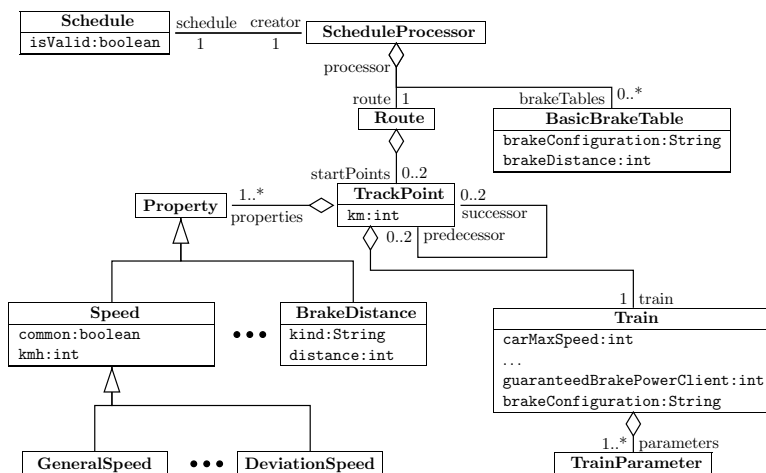 Schedule
isValid:boolean
schedule creator
1 1
ScheduleProcessor
processor
route 1
brakeTables 0..*
Route
BasicBrakeTable
brakeConfiguration:String
brakeDistance:int
startPoints 0..2
Property
1..*
properties
TrackPoint
km:int
0..2
successor
0..2 predecessor
Speed
common:boolean
kmh:int
•••
BrakeDistance
kind:String
distance:int
1 train
Train
carMaxSpeed:int
...
guaranteedBrakePowerClient:int
brakeConfiguration:String
1..* parameters
GeneralSpeed
•••
DeviationSpeed
TrainParameter